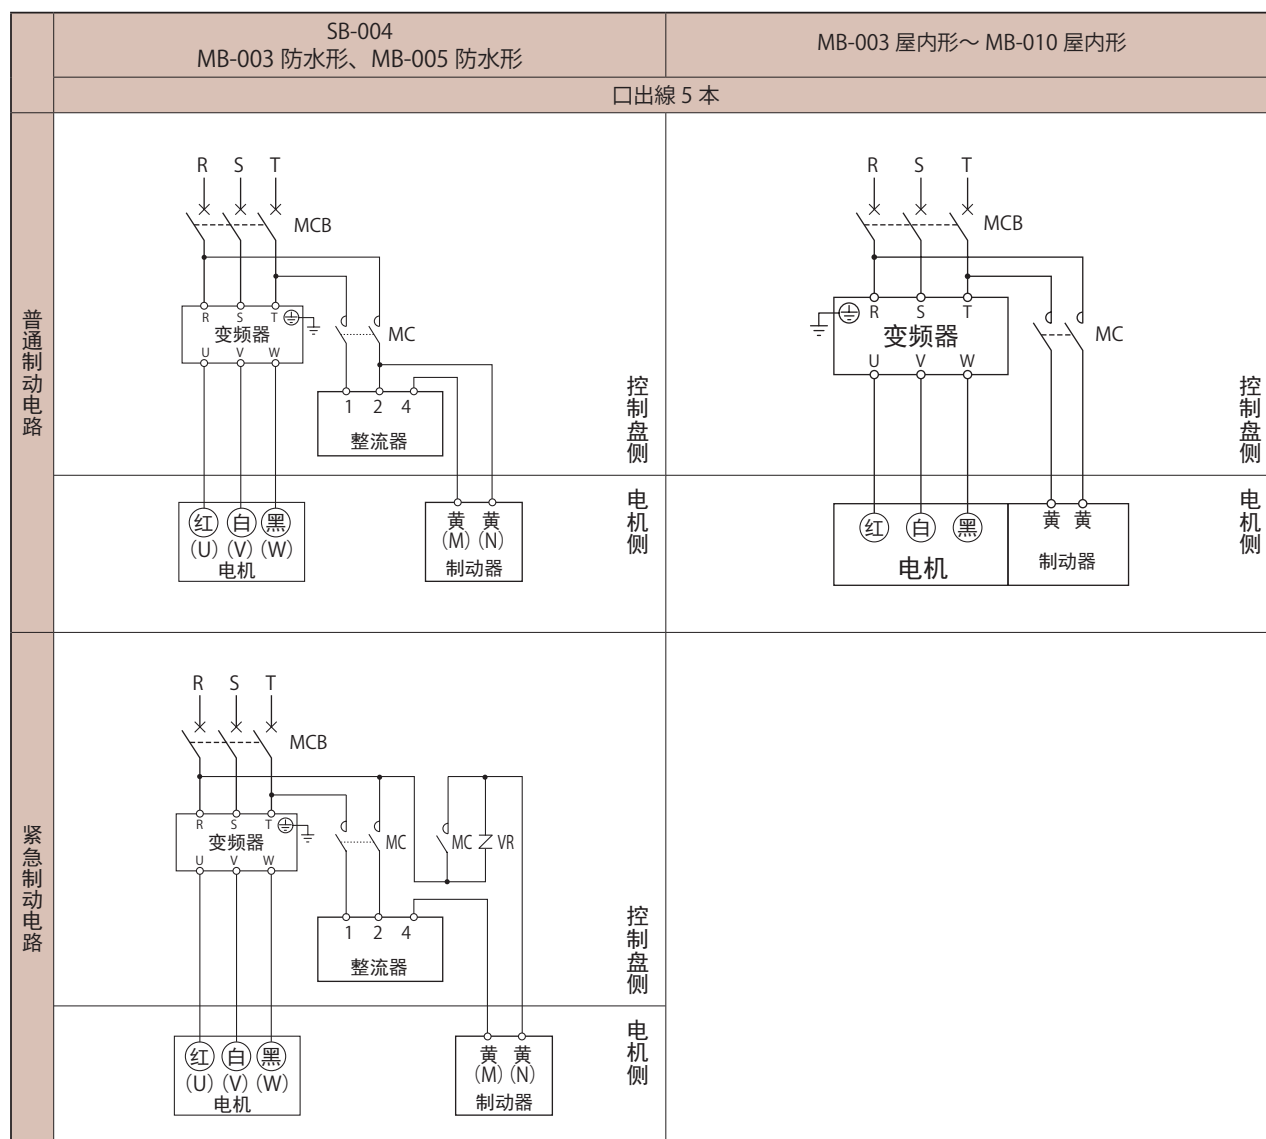 SB-004
MB-003 防水形、MB-005 防水形
MB-003 屋内形～ MB-010 屋内形
口出線 5 本
普通制动电路
R S T
MCB
R S T
变频器
U V W
MC
1 2 4
整流器
控制盘侧
电机侧
红 白 黑
(U) (V) (W)
电机
黄 黄
(M) (N)
制动器
R S T
MCB
R S T
变频器
U V W
MC
控制盘侧
电机侧
红 白 黑
电机
黄 黄
制动器
紧急制动电路
R S T
MCB
R S T
变频器
U V W
MC
MC
VR
1 2 4
整流器
控制盘侧
电机侧
红 白 黑
(U) (V) (W)
电机
黄 黄
(M) (N)
制动器